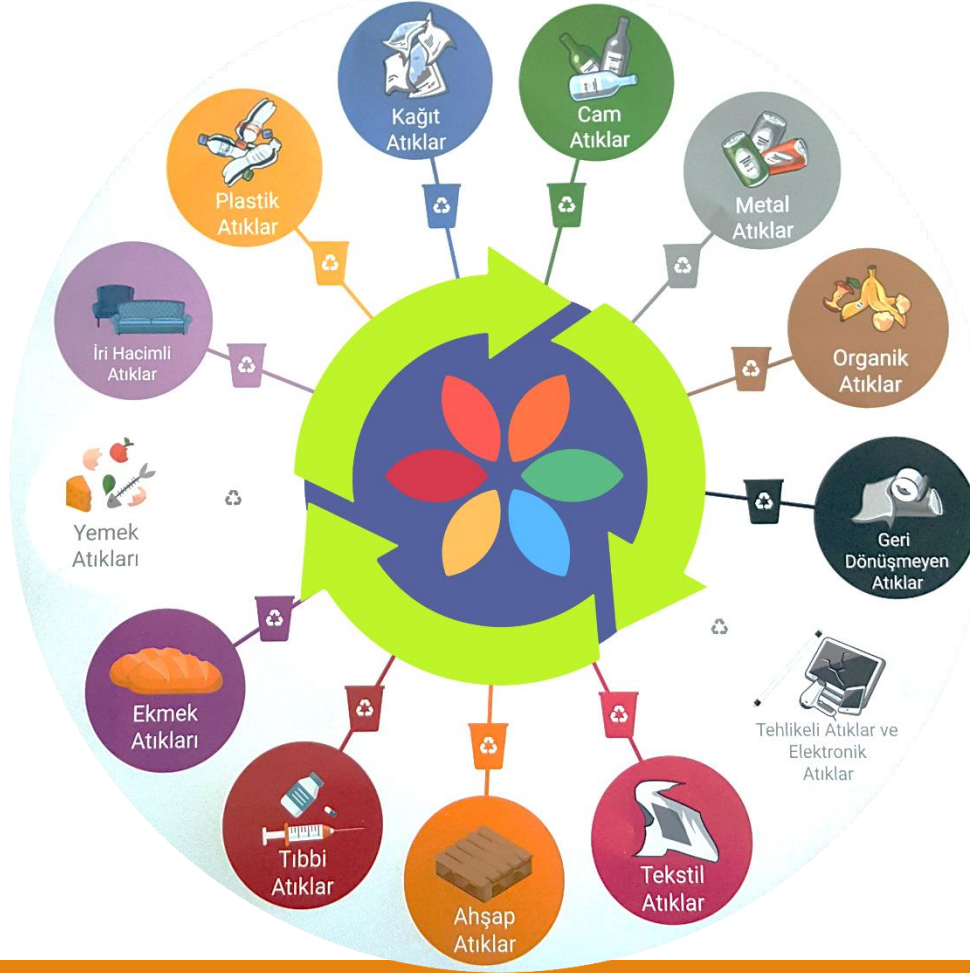 Kağıt
Atıklar
Cam
Atıklar
Metal
Atıklar
Organik
Atıklar
Geri
Dönüşmeyen
Atıklar
Tehlikeli Atıklar ve
Elektronik
Atıklar
Tekstil
Atıklar
Ahşap
Atıklar
Tıbbi
Atıklar
Ekmek
Atıkları
Yemek
Atıkları
İri Hacimli
Atıklar
Plastik
Atıklar